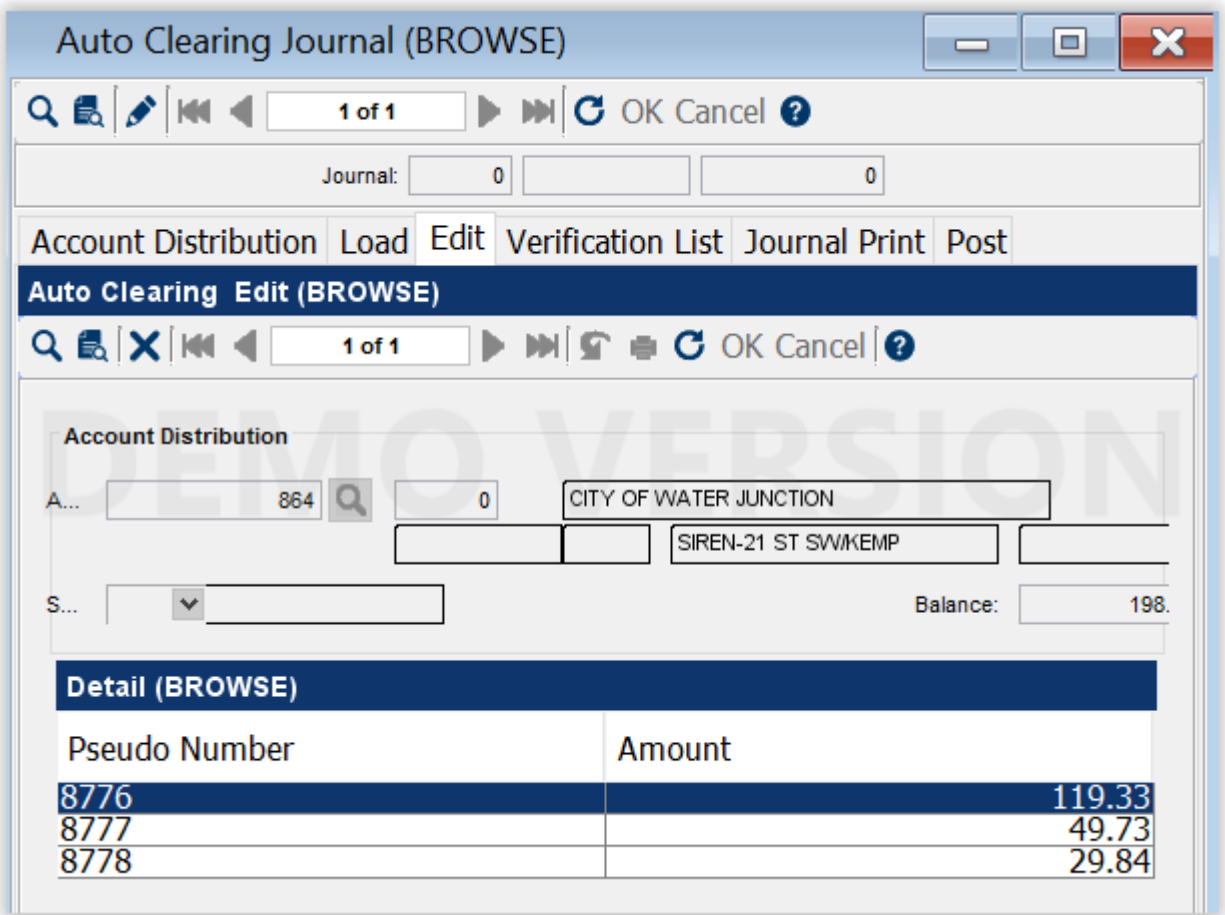 Auto Clearing Journal (BROWSE)
1 of 1 OK Cancel ?
Journal: 0 0
Account Distribution Load Edit Verification List Journal Print Post
Auto Clearing Edit (BROWSE)
1 of 1 OK Cancel ?
DEMO VERSION
Account Distribution
A... 864 0 CITY OF WATER JUNCTION
SIREN-21 ST SW/KEMP
S... Balance: 198.
Detail (BROWSE)
Pseudo Number Amount
8776 119.33
8777 49.73
8778 29.84